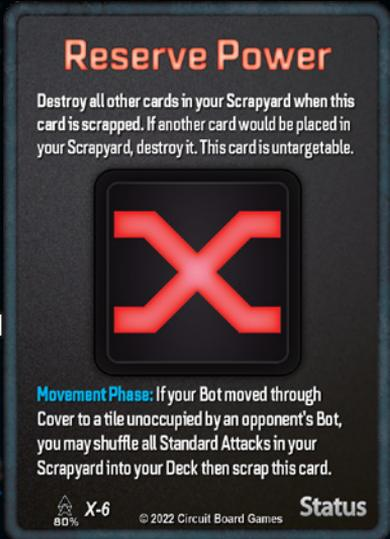 Reserve Power
Destroy all other cards in your Scrapyard when this
card is scrapped. If another card would be placed in
your Scrapyard, destroy it. This card is untargetable.
Movement Phase: If your Bot moved through
Cover to a tile unoccupied by an opponent's Bot,
you may shuffle all Standard Attacks in your
Scrapyard into your Deck then scrap this card.
80% X-6 © 2022 Circuit Board Games Status